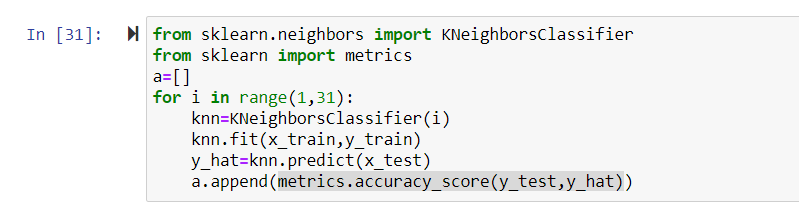 In [31]: from sklearn.neighbors import KNeighborsClassifier
from sklearn import metrics
a=[]
for i in range(1,31):
    knn=KNeighborsClassifier(i)
    knn.fit(x_train,y_train)
    y_hat=knn.predict(x_test)
    a.append(metrics.accuracy_score(y_test,y_hat))